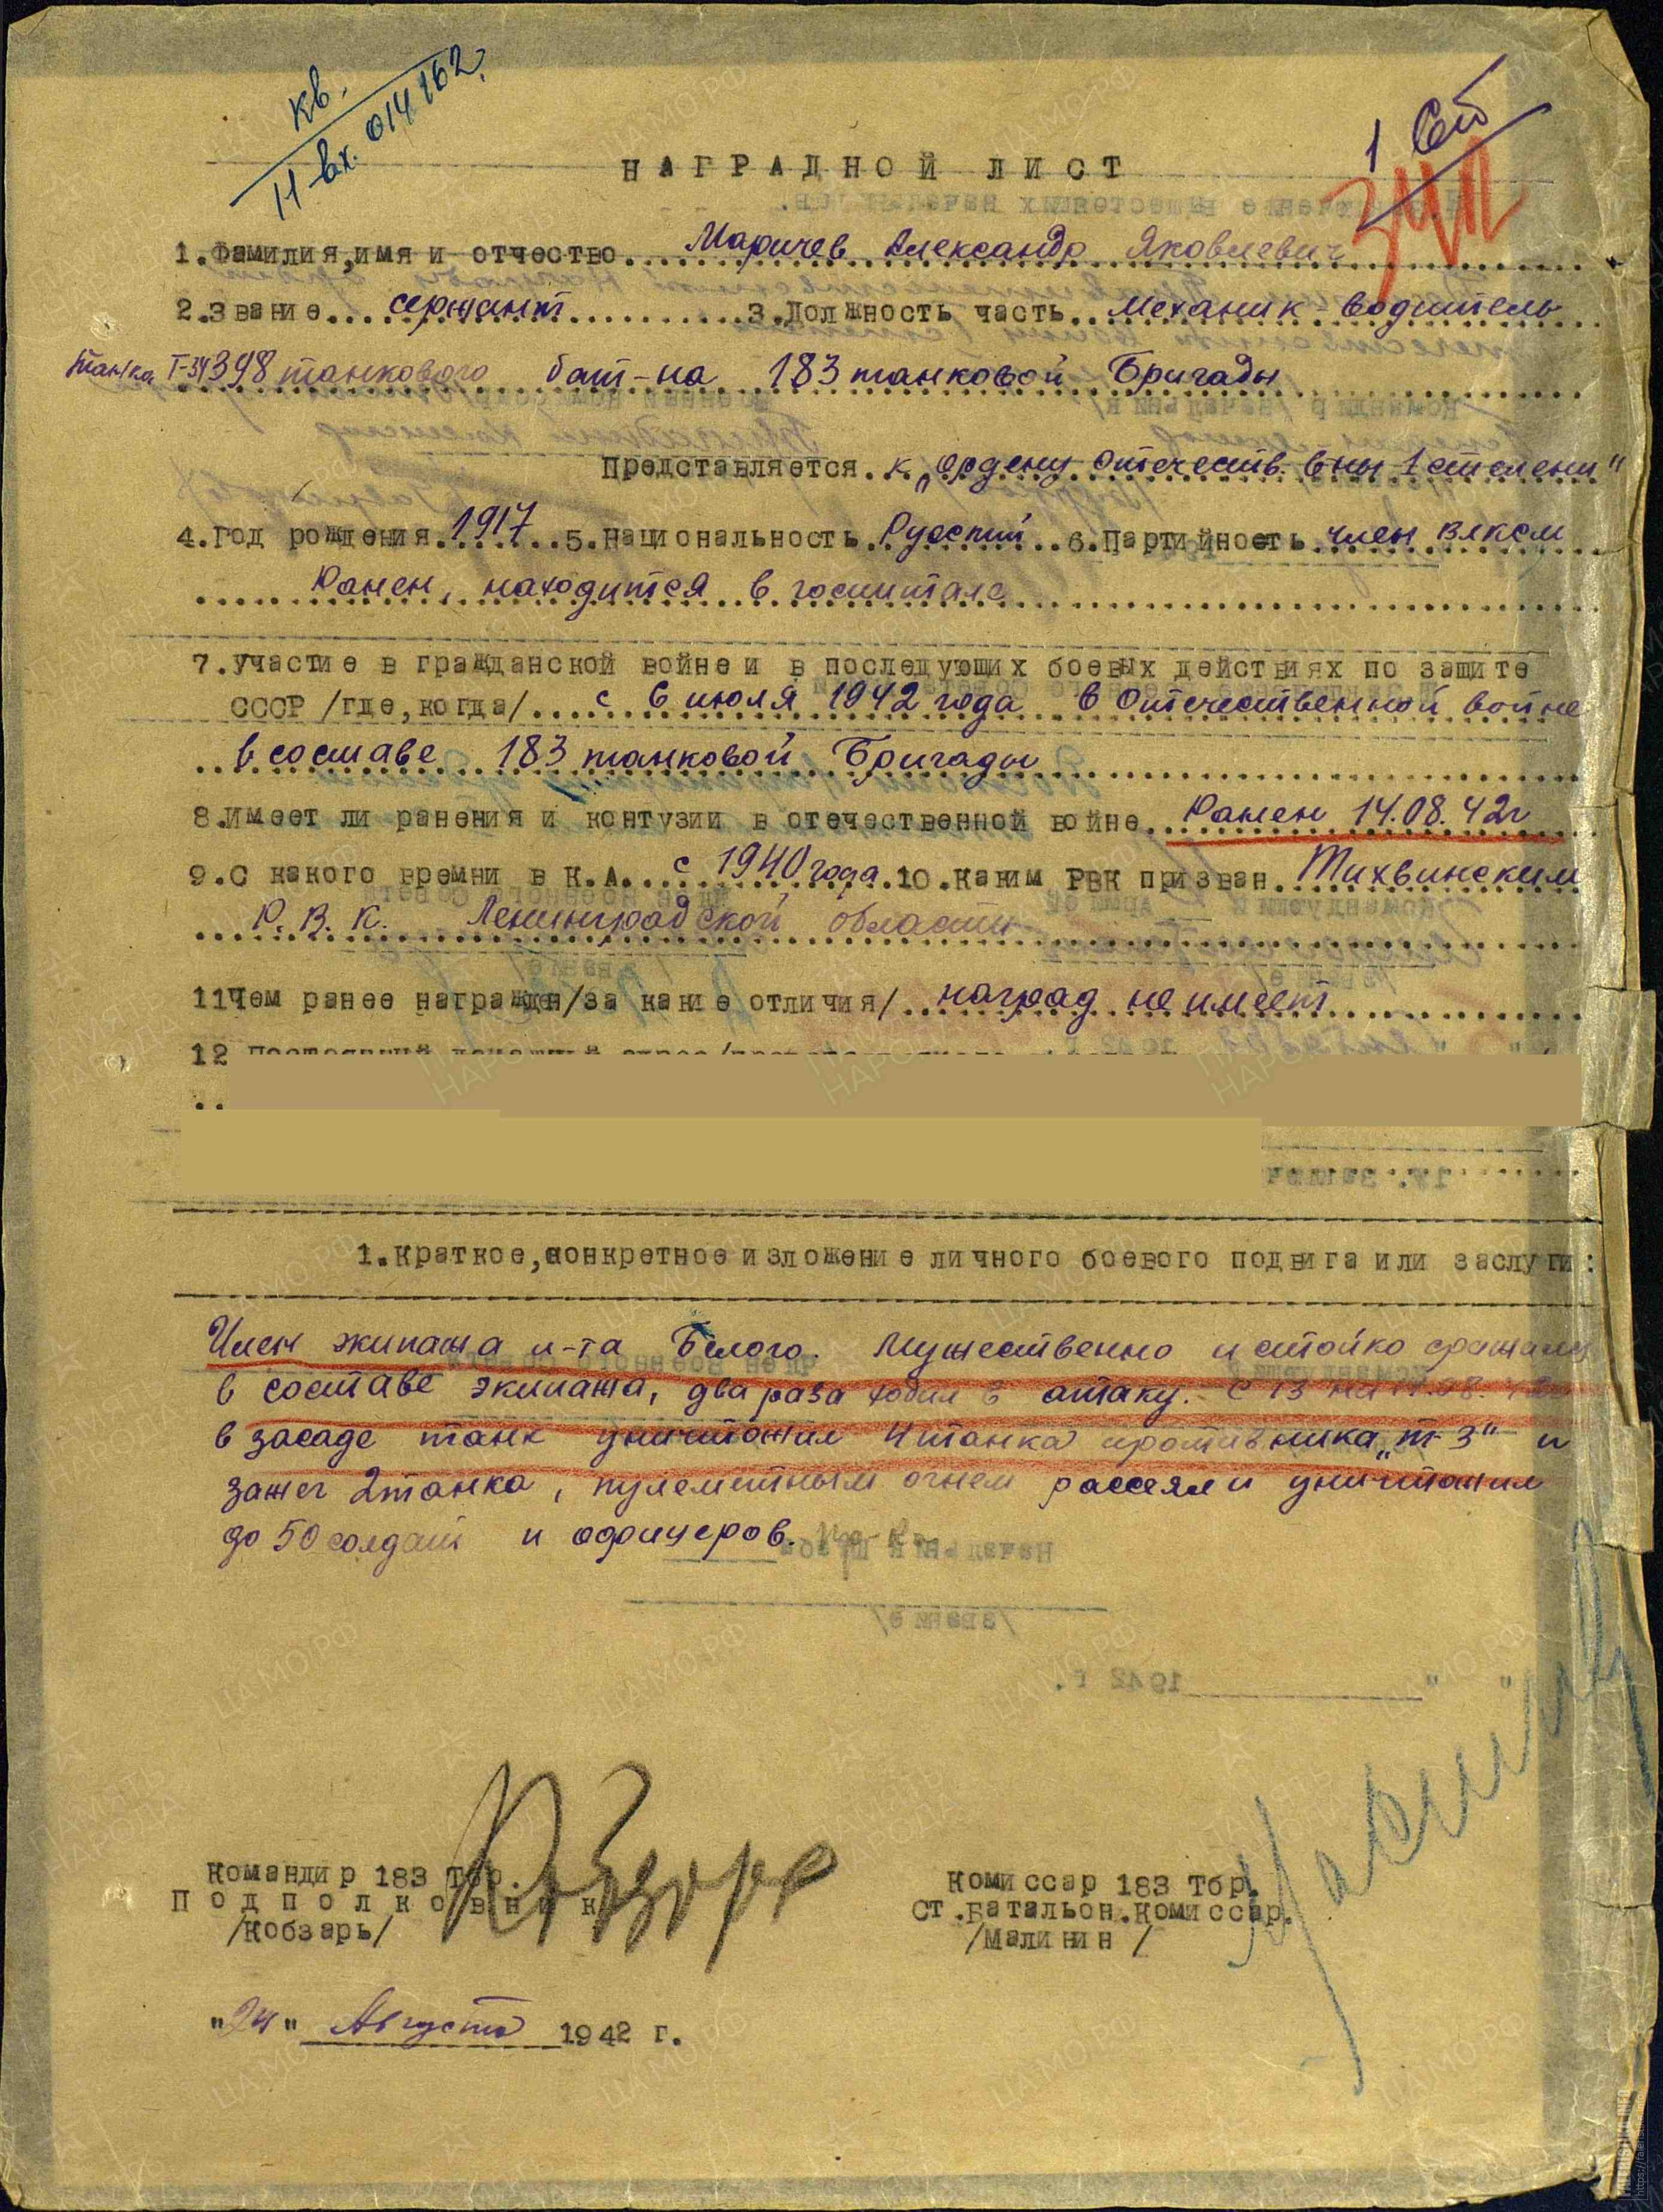 кв.
11-вх. 014162.
1 Ст
НАГРАДНОЙ ЛИСТ
1.Фамилия,имя и отчество Маричев Александр Яковлевич
2.Звание сержант 3.Должность часть Механик-водитель
танка Т-34 398 танкового бат-на 183 танковой Бригады
Представляется к „Ордену Отечеств. Вны 1 степени"
4.Год рождения 1917 5.Национальность Русский 6.Партийность член ВЛКСМ
Ранен, находится в госпитале
7.Участие в гражданской войне и в последующих боевых действиях по защите
СССР /где,когда/ с 6 июля 1942 года в Отечественной войне
в составе 183 танковой Бригады
8.Имеет ли ранения и контузии в отечественной войне Ранен 14.08.42г
9.С какого времни в К.А. с 1940 года 10.Каким РВК призван Тихвинским
Р.В.К. Ленинградской области
11Чем ранее награжден/за какие отличия/ наград не имеет
12
1.Краткое,конкретное изложение личного боевого подвига или заслуги:
Член экипажа л-та Белого. Мужественно и стойко сражался
в составе экипажа, два раза ходил в атаку. С 13 на 14.08.
в засаде танк уничтожил 4 танка противника „т-3" и
зажег 2 танка, пулеметным огнем рассеял и уничтожил
до 50 солдат и офицеров.
Командир 183 Тбр.
Подполковник
/Кобзарь/
Комиссар 183 Тбр.
Ст.Батальон.Комиссар.
/Малинин /
"24" Августа 1942 г.